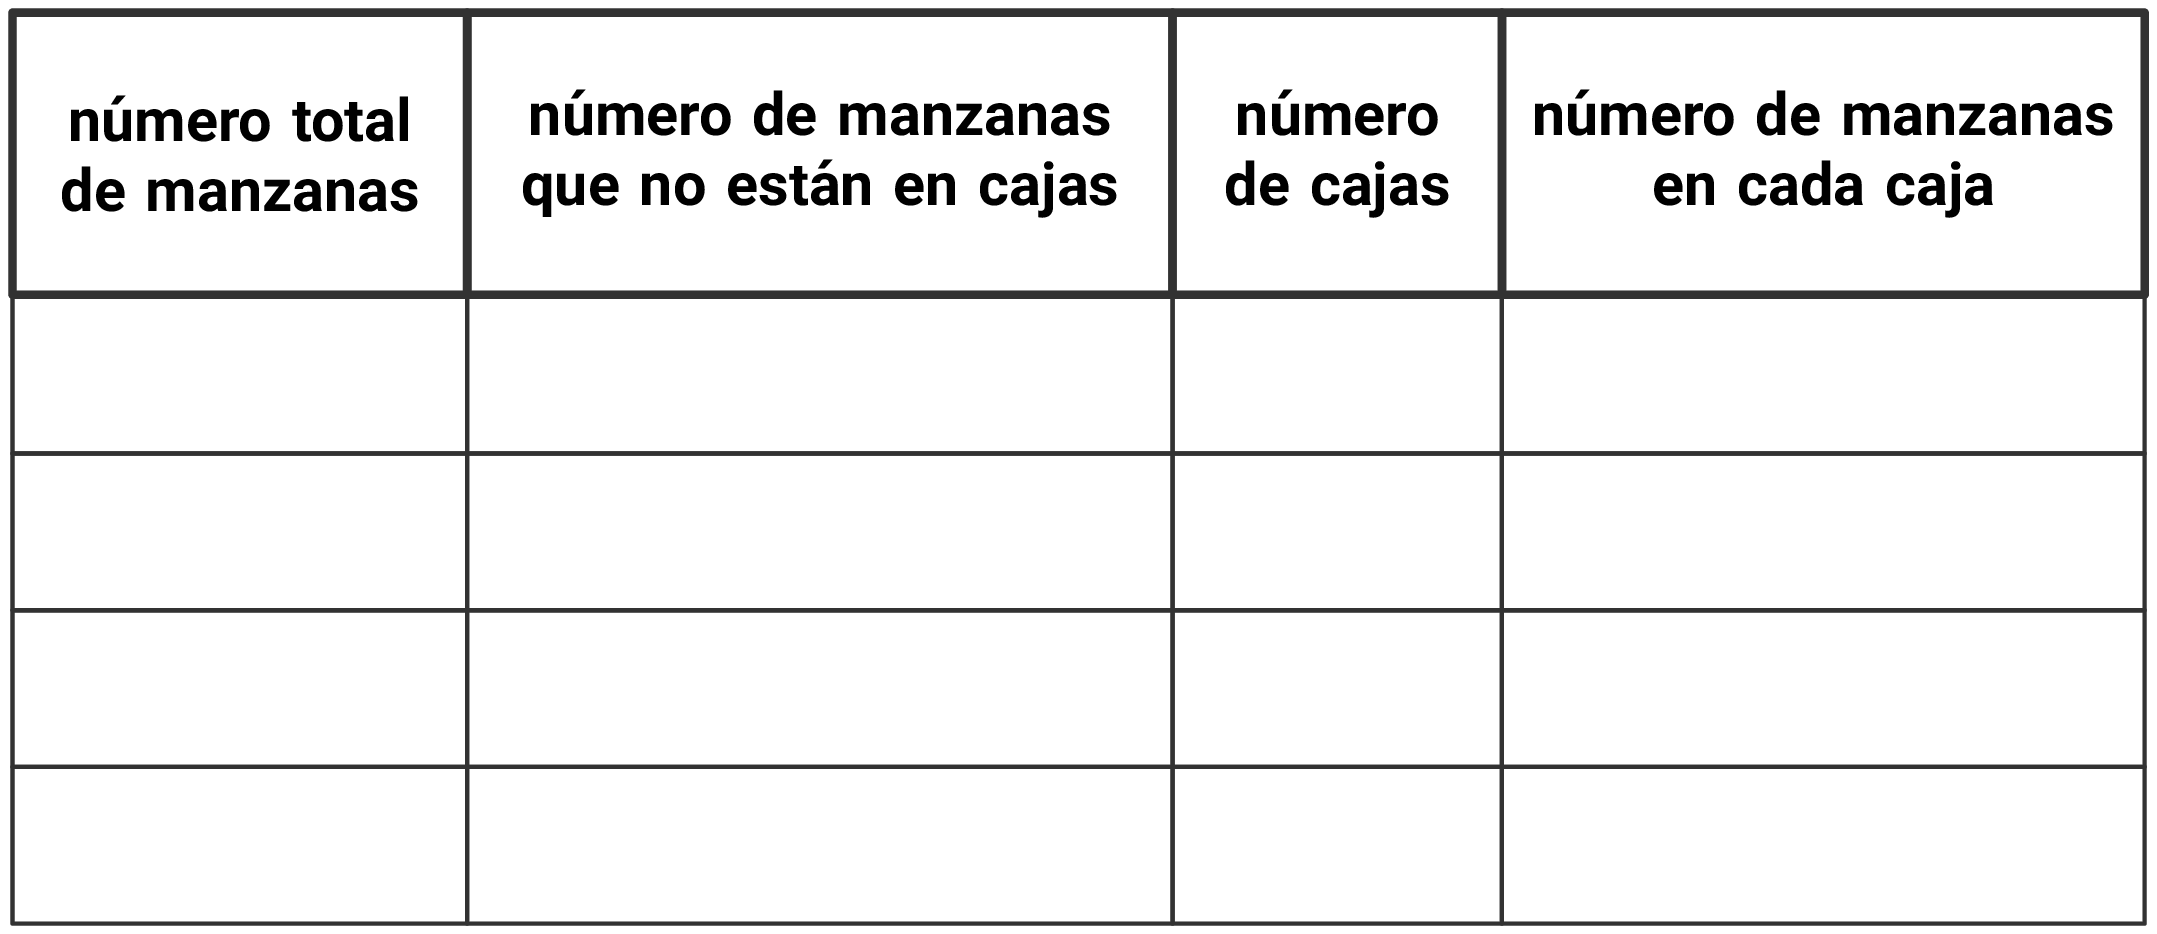 número total
de manzanas
número de manzanas
que no están en cajas
número
de cajas
número de manzanas
en cada caja